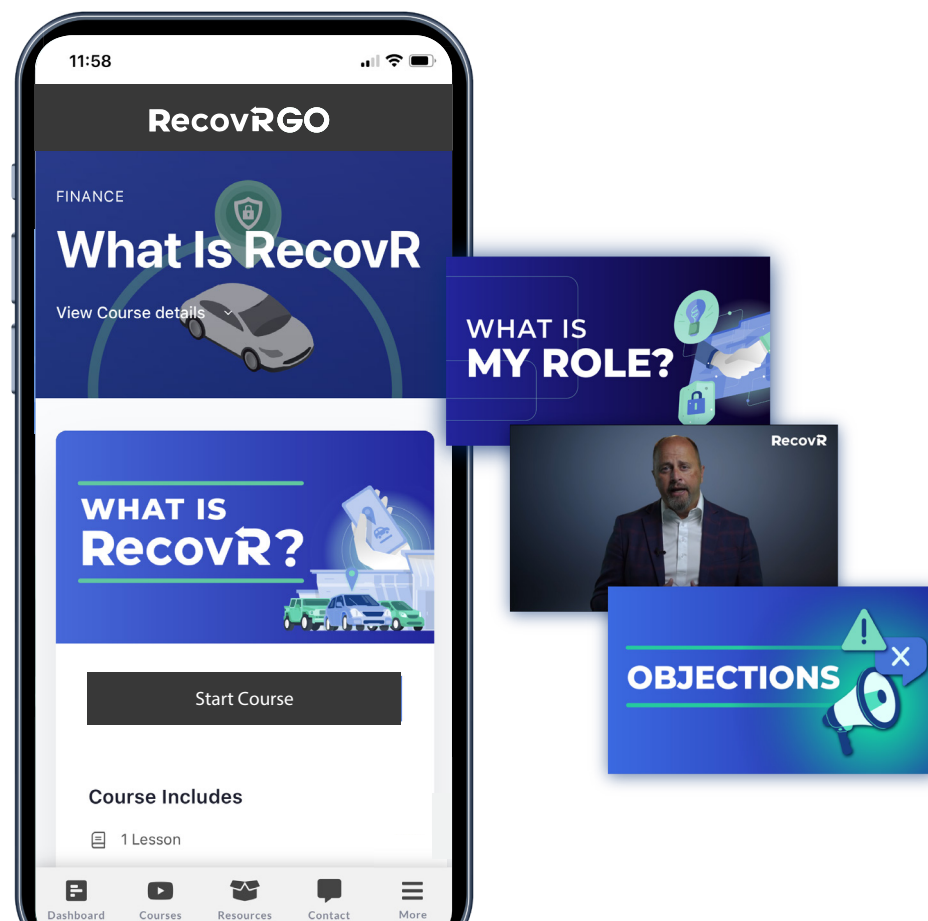 11:58
RecovRGO
FINANCE
What Is RecovR
View Course details
WHAT IS
RecovR?
Start Course
Course Includes
1 Lesson
Dashboard
Courses
Resources
Contact
More
WHAT IS
MY ROLE?
RecovR
OBJECTIONS